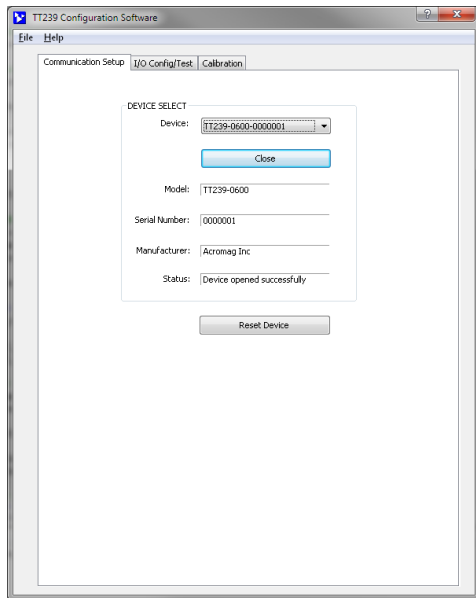 TT239 Configuration Software
File Help
Communication Setup I/O Config/Test Calibration
DEVICE SELECT
Device: TT239-0600-0000001
Close
Model: TT239-0600
Serial Number: 0000001
Manufacturer: Acromag Inc
Status: Device opened successfully
Reset Device